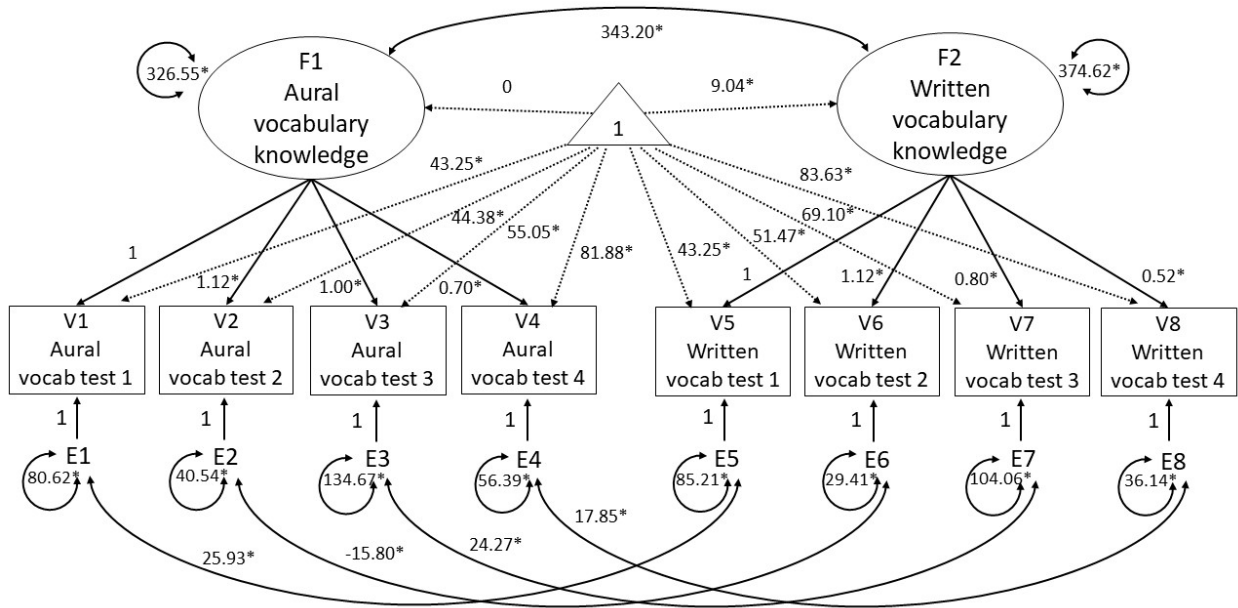 343.20*
326.55*
F1
Aural
vocabulary
knowledge
0
1
9.04*
F2
Written
vocabulary
knowledge
374.62*
43.25*
44.38*
55.05*
81.88*
43.25*
51.47*
69.10*
83.63*
1
1.12*
1.00*
0.70*
1
1.12*
0.80*
0.52*
V1
Aural
vocab test 1
V2
Aural
vocab test 2
V3
Aural
vocab test 3
V4
Aural
vocab test 4
V5
Written
vocab test 1
V6
Written
vocab test 2
V7
Written
vocab test 3
V8
Written
vocab test 4
1
1
1
1
1
1
1
1
E1
E2
E3
E4
E5
E6
E7
E8
80.62*
40.54*
134.67*
56.39*
85.21*
29.41*
104.06*
36.14*
25.93*
-15.80*
24.27*
17.85*